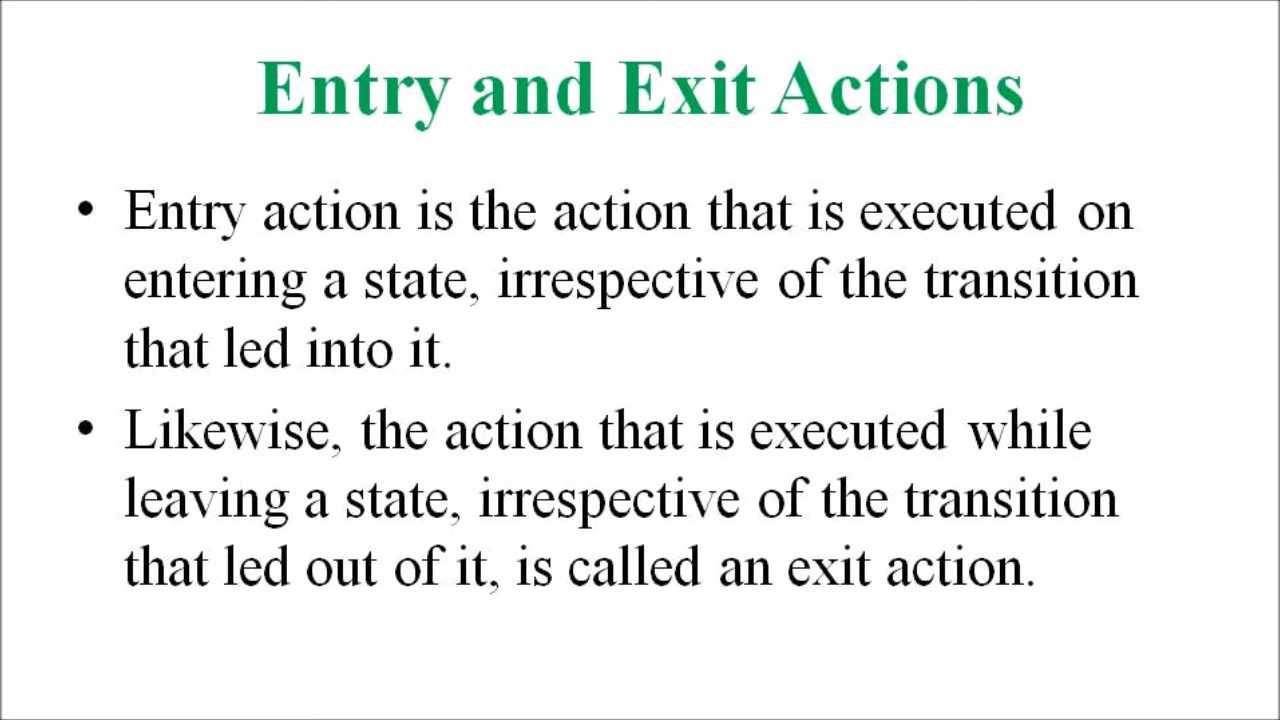 Entry and Exit Actions
• Entry action is the action that is executed on
entering a state, irrespective of the transition
that led into it.
• Likewise, the action that is executed while
leaving a state, irrespective of the transition
that led out of it, is called an exit action.